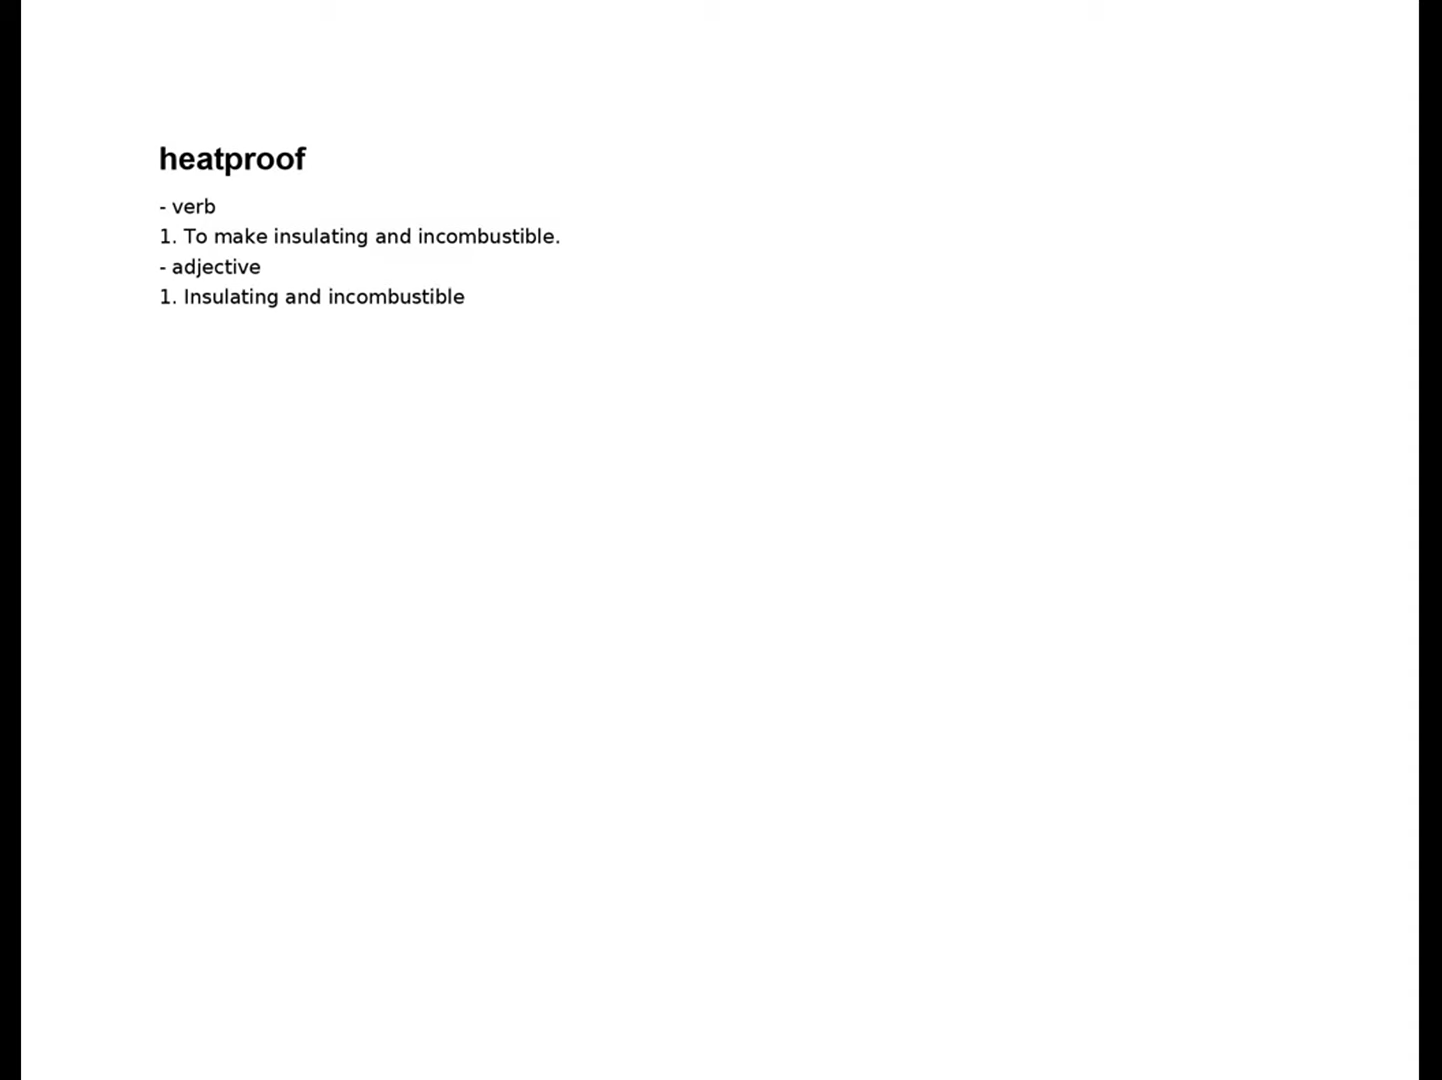 heatproof
- verb
1. To make insulating and incombustible.
- adjective
1. Insulating and incombustible